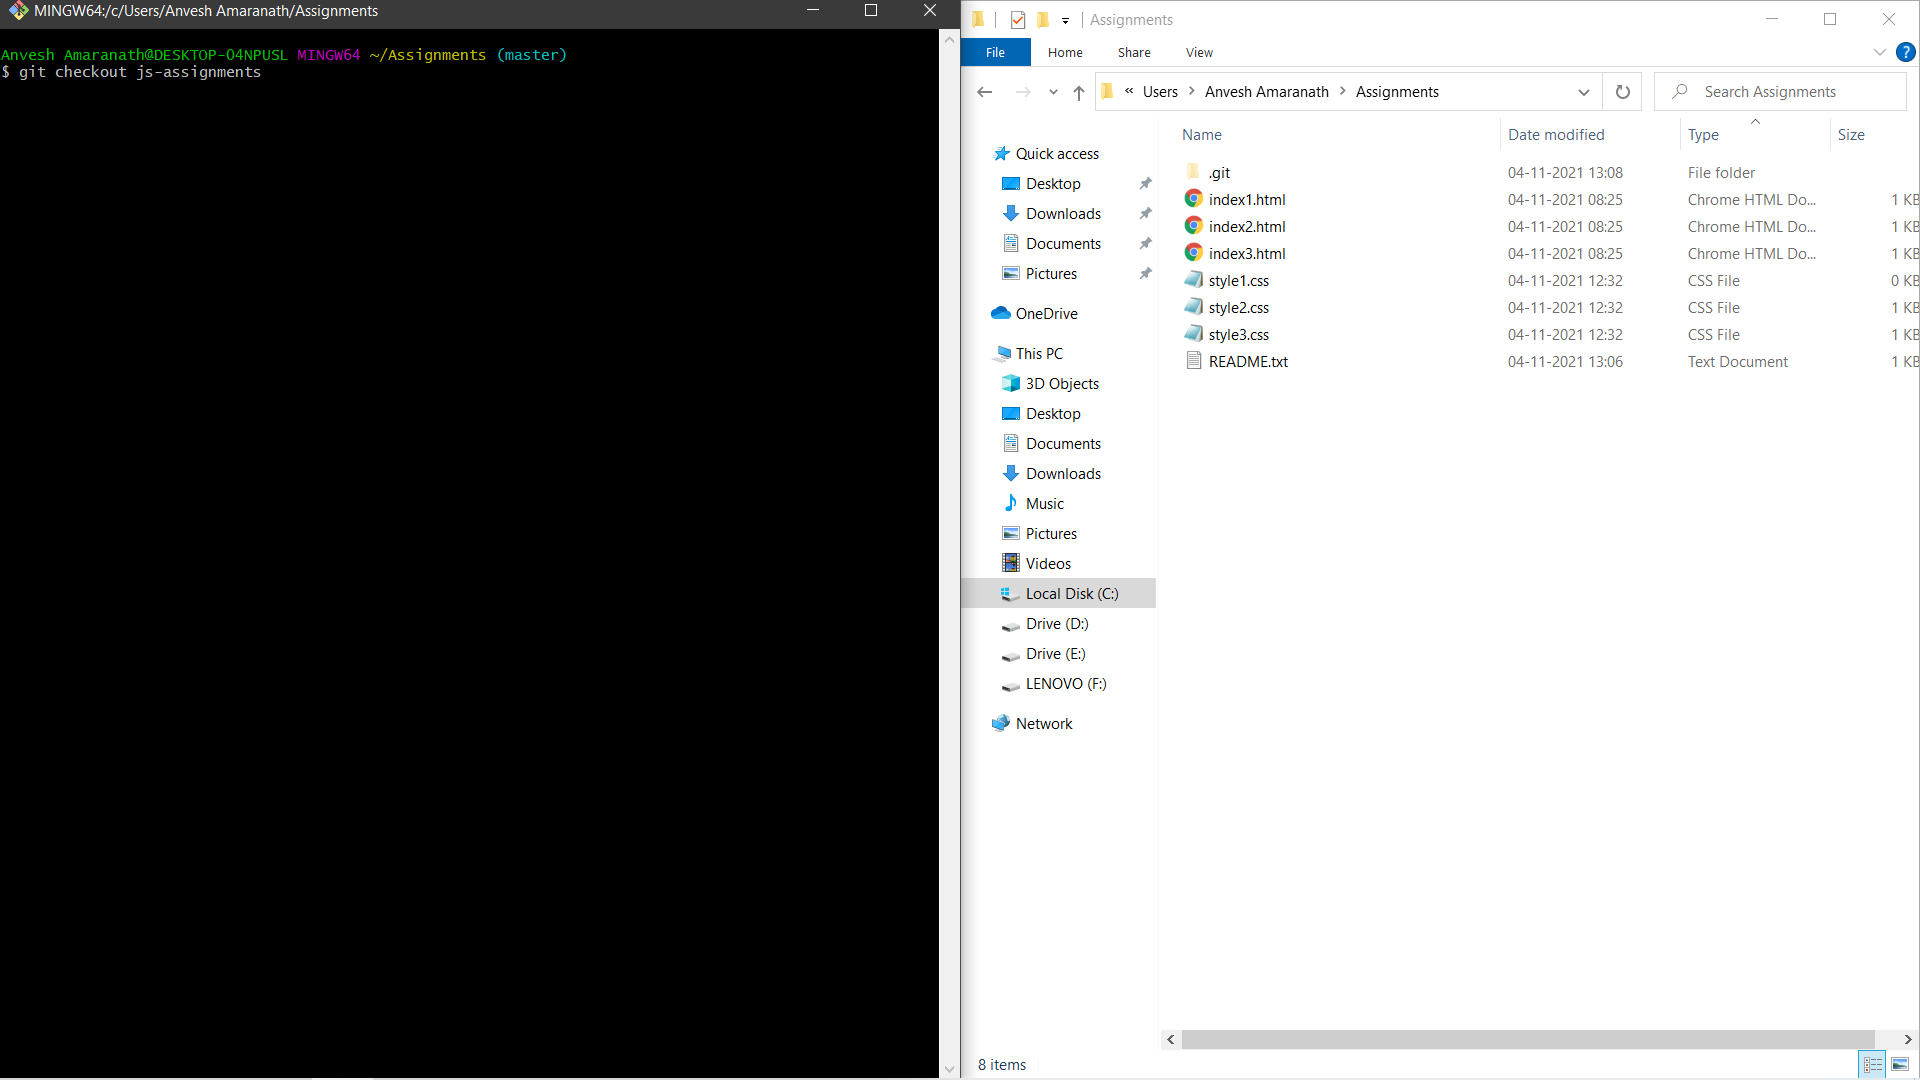 MINGW64:/c/Users/Anvesh Amaranath/Assignments
Anvesh Amaranath@DESKTOP-O4NPUSL MINGW64 ~/Assignments (master)
$ git checkout js-assignments
Assignments
File Home Share View
« Users > Anvesh Amaranath > Assignments
Search Assignments
Quick access
Desktop
Downloads
Documents
Pictures
OneDrive
This PC
3D Objects
Desktop
Documents
Downloads
Music
Pictures
Videos
Local Disk (C:)
Drive (D:)
Drive (E:)
LENOVO (F:)
Network
Name Date modified Type Size
.git 04-11-2021 13:08 File folder
index1.html 04-11-2021 08:25 Chrome HTML Do... 1 KB
index2.html 04-11-2021 08:25 Chrome HTML Do... 1 KB
index3.html 04-11-2021 08:25 Chrome HTML Do... 1 KB
style1.css 04-11-2021 12:32 CSS File 0 KB
style2.css 04-11-2021 12:32 CSS File 1 KB
style3.css 04-11-2021 12:32 CSS File 1 KB
README.txt 04-11-2021 13:06 Text Document 1 KB
8 items